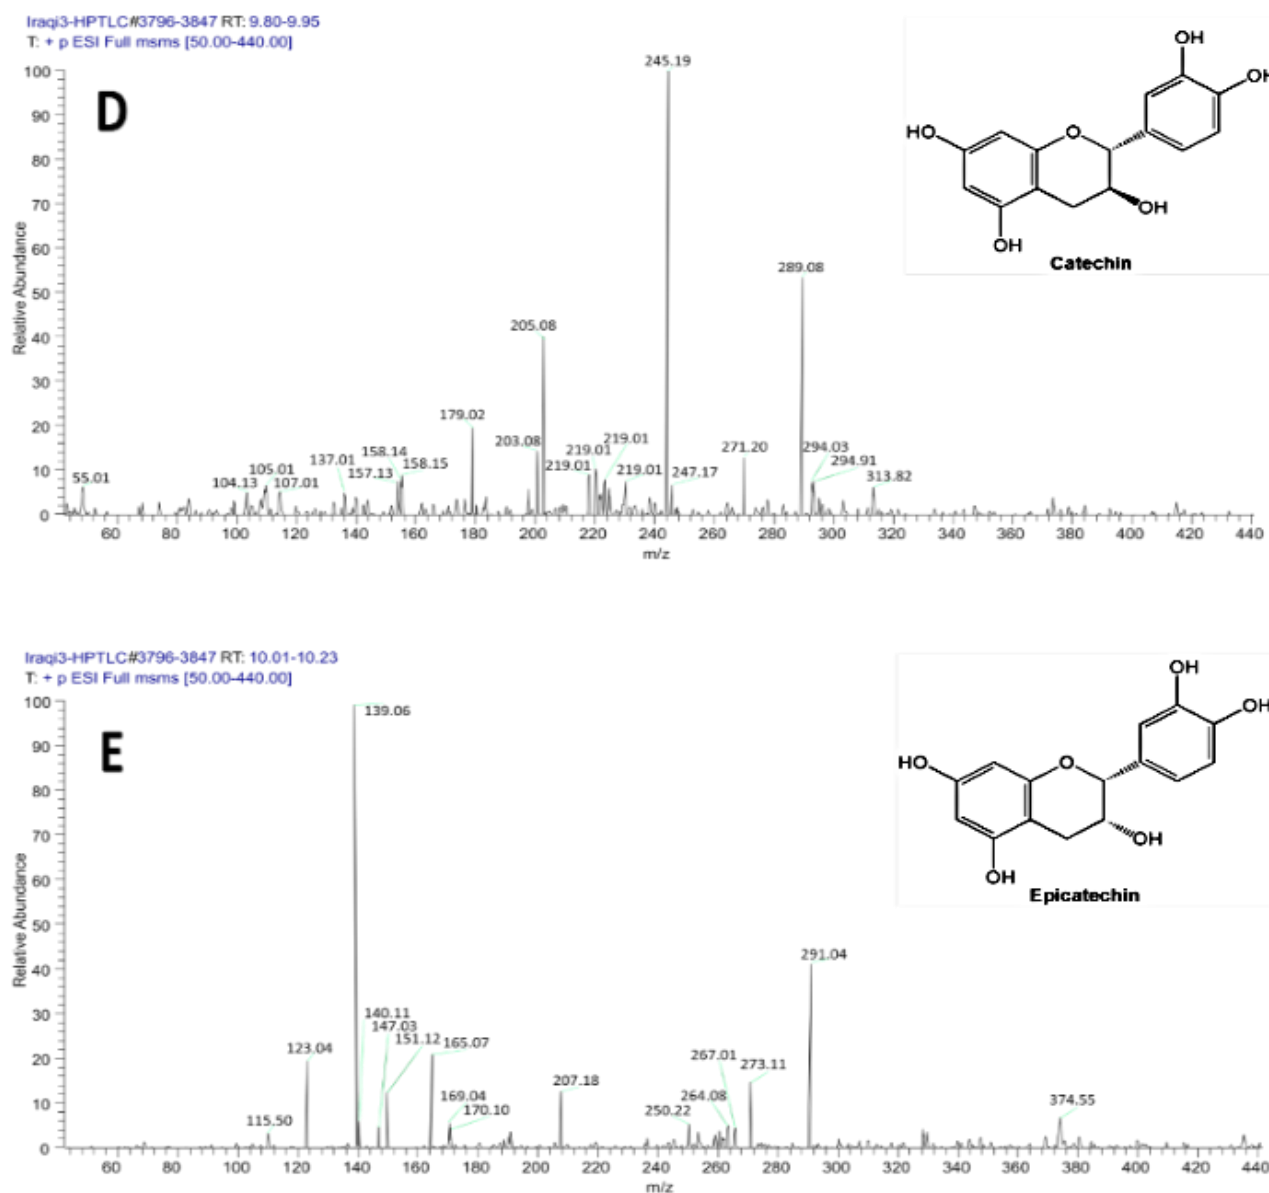 Iraqi3-HPTLC#3796-3847 RT: 9.80-9.95
T: + p ESI Full msms [50.00-440.00]
D
Relative Abundance
100
90
80
70
60
50
40
30
20
10
0
245.19
289.08
205.08
179.02
203.08
219.01
219.01
219.01
219.01
271.20
294.03
294.91
313.82
247.17
158.14
158.15
157.13
137.01
105.01
104.13
107.01
55.01
60 80 100 120 140 160 180 200 220 240 260 280 300 320 340 360 380 400 420 440
m/z
OH
OH
HO
O
OH
OH
Catechin
Iraqi3-HPTLC#3796-3847 RT: 10.01-10.23
T: + p ESI Full msms [50.00-440.00]
E
Relative Abundance
100
90
80
70
60
50
40
30
20
10
0
139.06
140.11
147.03
151.12
123.04
165.07
169.04
170.10
115.50
207.18
250.22
264.08
267.01
273.11
291.04
374.55
60 80 100 120 140 160 180 200 220 240 260 280 300 320 344 360 380 400 420 440
m/z
OH
OH
HO
O
OH
OH
Epicatechin